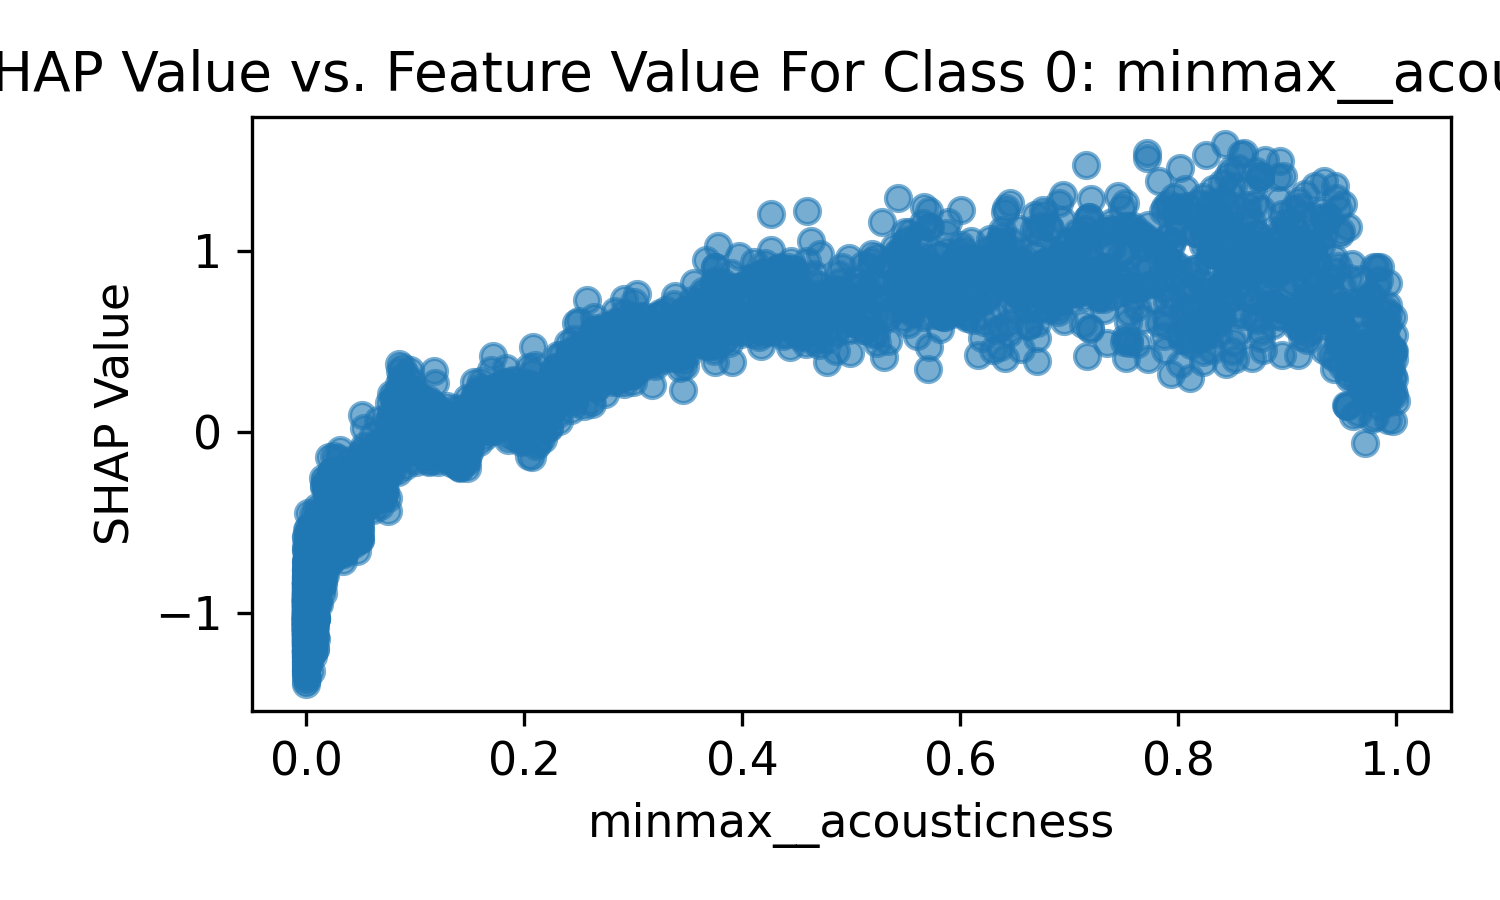 HAP Value vs. Feature Value For Class 0: minmax__acou
SHAP Value
1
0
−1
0.0 0.2 0.4 0.6 0.8 1.0
minmax__acousticness